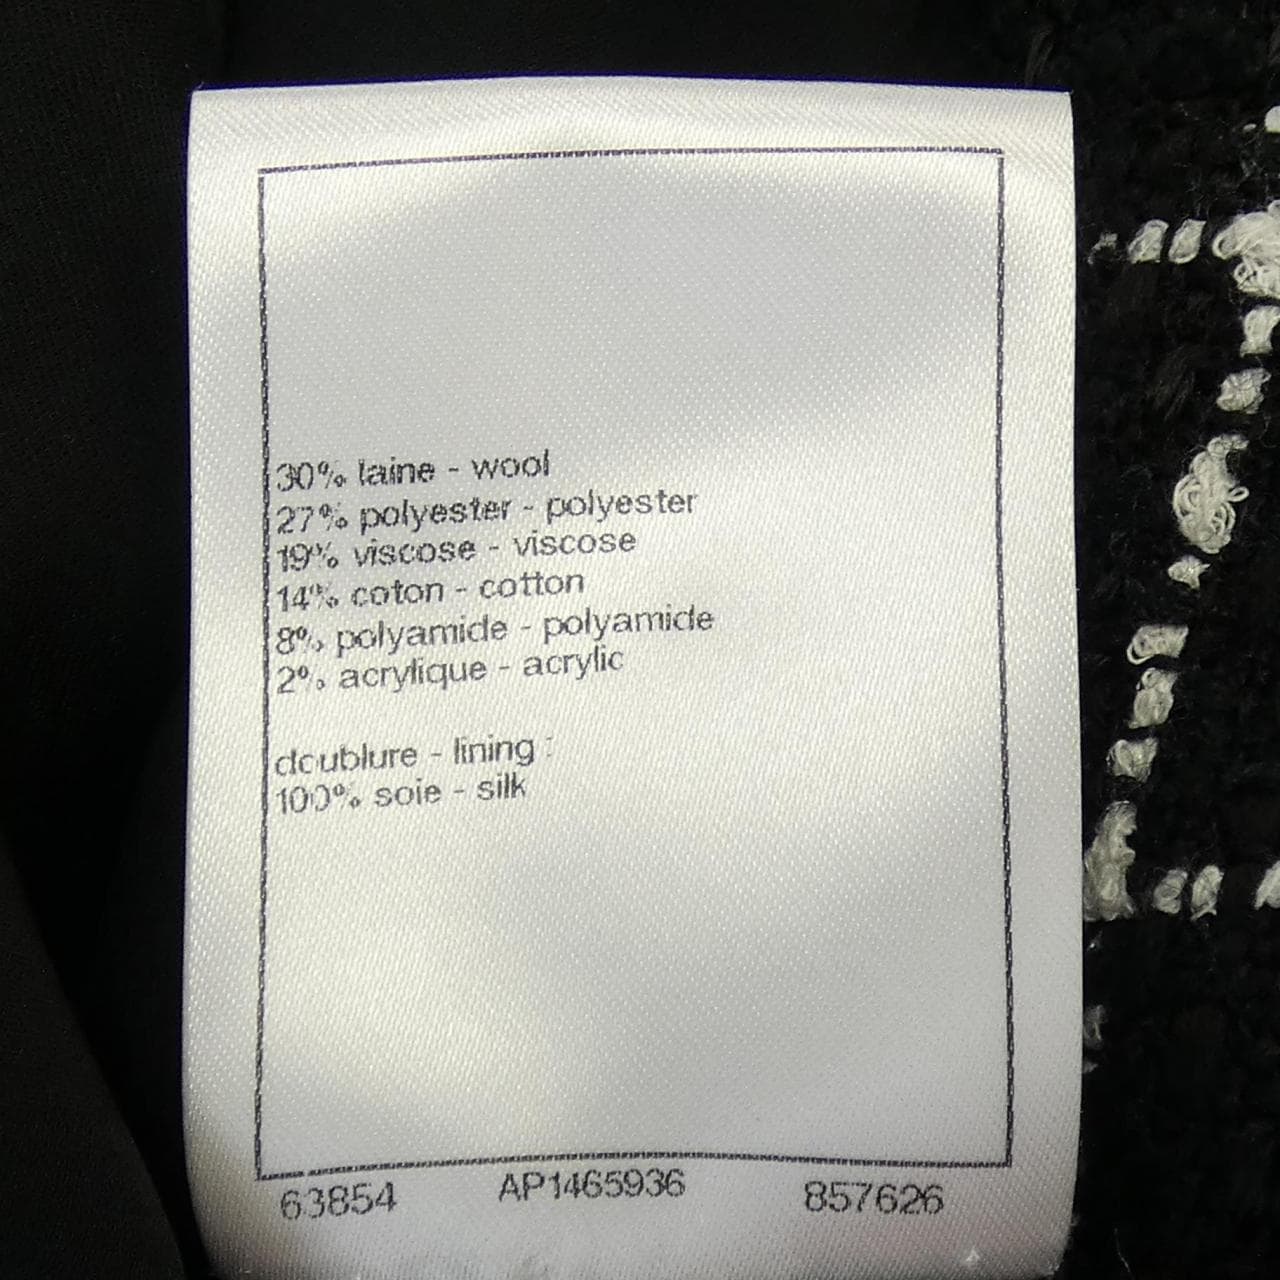 30% laine - wool
27% polyester - polyester
19% viscose - viscose
14% coton - cotton
8% polyamide - polyamide
2% acrylique - acrylic
doublure - lining :
100% soie - silk
63854 AP1465936 857626